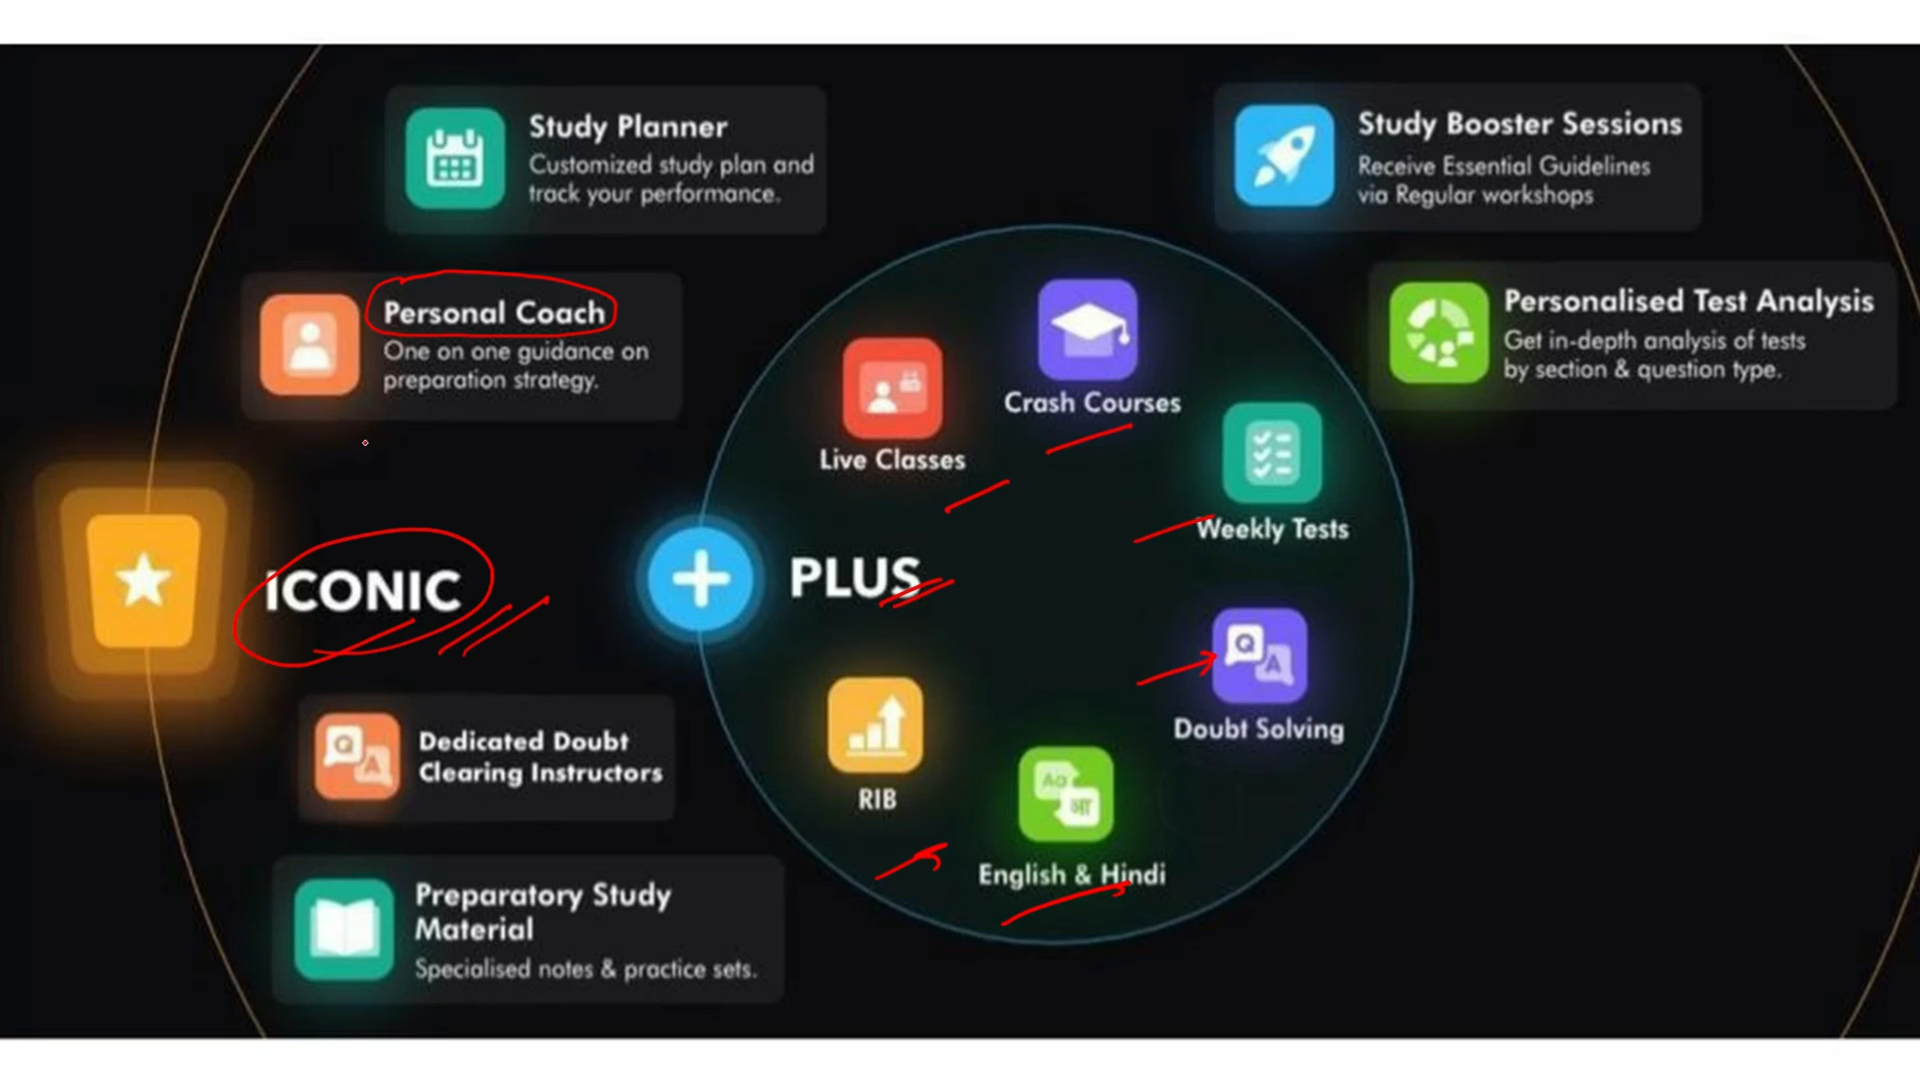 Study Planner
Customized study plan and
track your performance.
Study Booster Sessions
Receive Essential Guidelines
via Regular workshops
Personal Coach
One on one guidance on
preparation strategy.
Personalised Test Analysis
Get in-depth analysis of tests
by section & question type.
Crash Courses
Live Classes
Weekly Tests
ICONIC
PLUS
Q
A
Doubt Solving
Q
A
Dedicated Doubt
Clearing Instructors
RIB
Aa
अा
English & Hindi
Preparatory Study
Material
Specialised notes & practice sets.